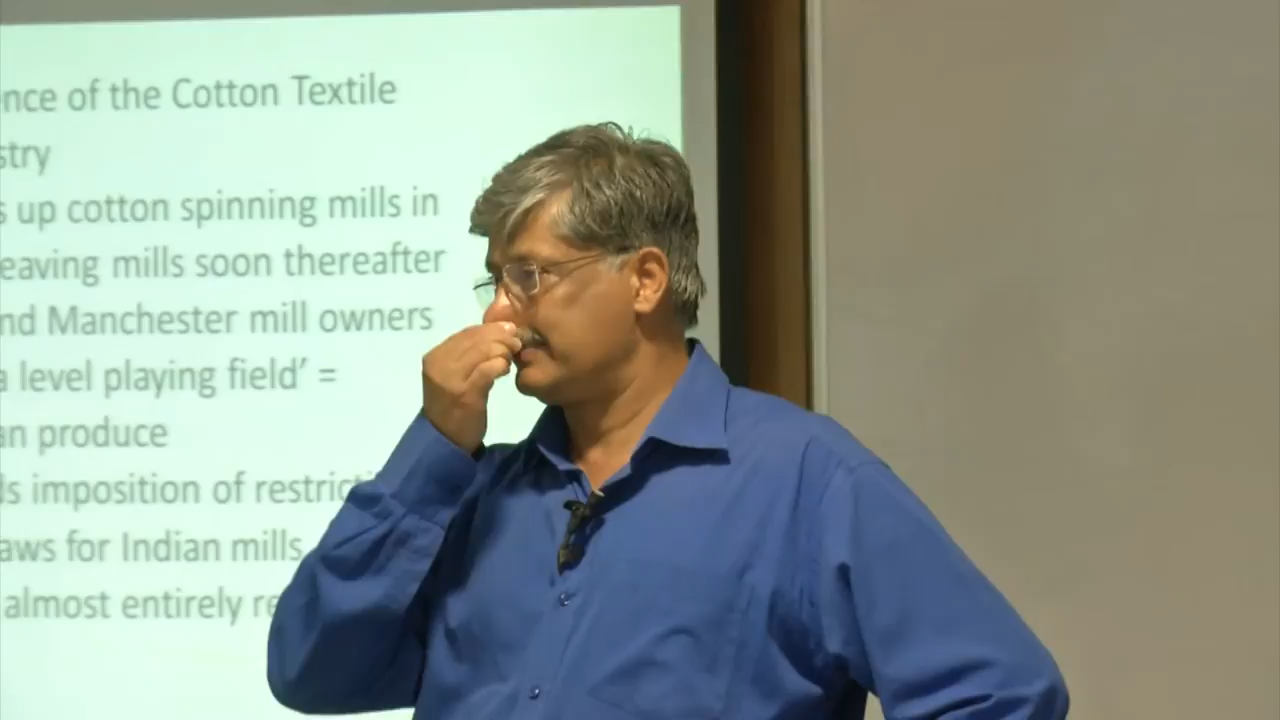 ence of the Cotton Textile
stry
s up cotton spinning mills in
eaving mills soon thereafter
nd Manchester mill owners
a level playing field' =
an produce
ls imposition of restrict
aws for Indian mills
almost entirely re